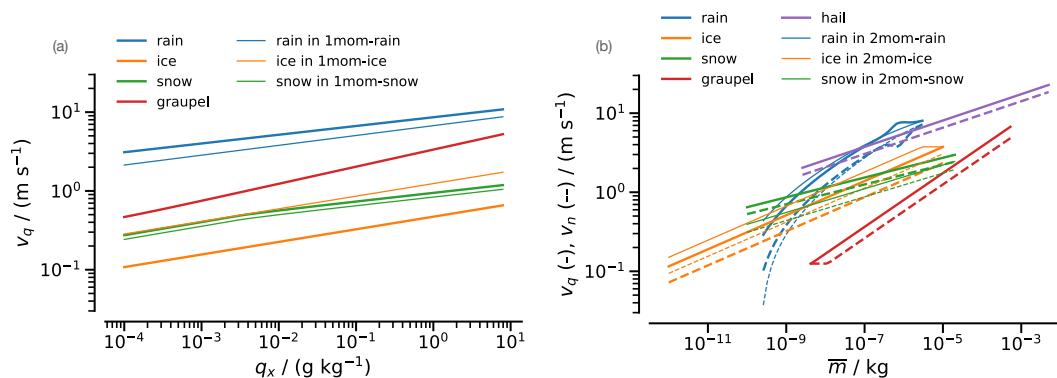 (a)
rain
ice
snow
graupel
rain in 1mom-rain
ice in 1mom-ice
snow in 1mom-snow
10¹
10⁰
10⁻¹
v_q / (m s⁻¹)
10⁻⁴ 10⁻³ 10⁻² 10⁻¹ 10⁰ 10¹
q_x / (g kg⁻¹)
(b)
rain
ice
snow
graupel
hail
rain in 2mom-rain
ice in 2mom-ice
snow in 2mom-snow
10¹
10⁰
10⁻¹
v_q (-), v_n (--) / (m s⁻¹)
10⁻¹¹ 10⁻⁹ 10⁻⁷ 10⁻⁵ 10⁻³
m̅ / kg